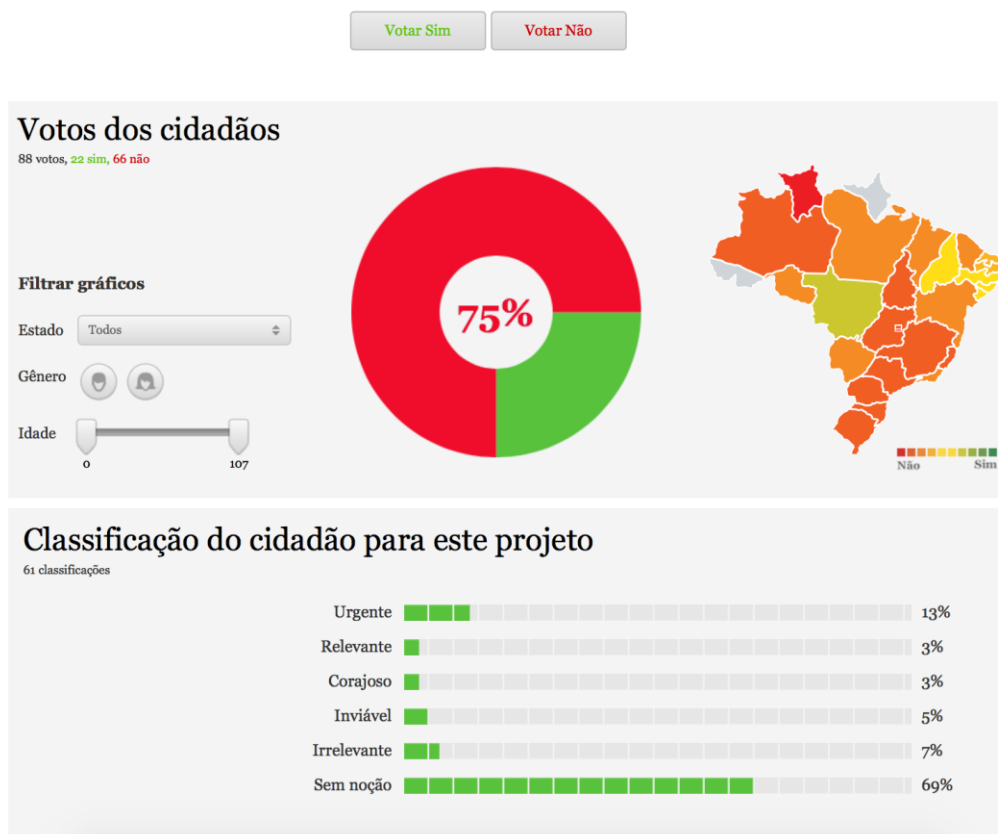 Votar Sim Votar Não
Votos dos cidadãos
88 votos, 22 sim, 66 não
75%
Filtrar gráficos
Estado Todos
Gênero
Idade
0 107
Não Sim
Classificação do cidadão para este projeto
61 classificações
Urgente 13%
Relevante 3%
Corajoso 3%
Inviável 5%
Irrelevante 7%
Sem noção 69%